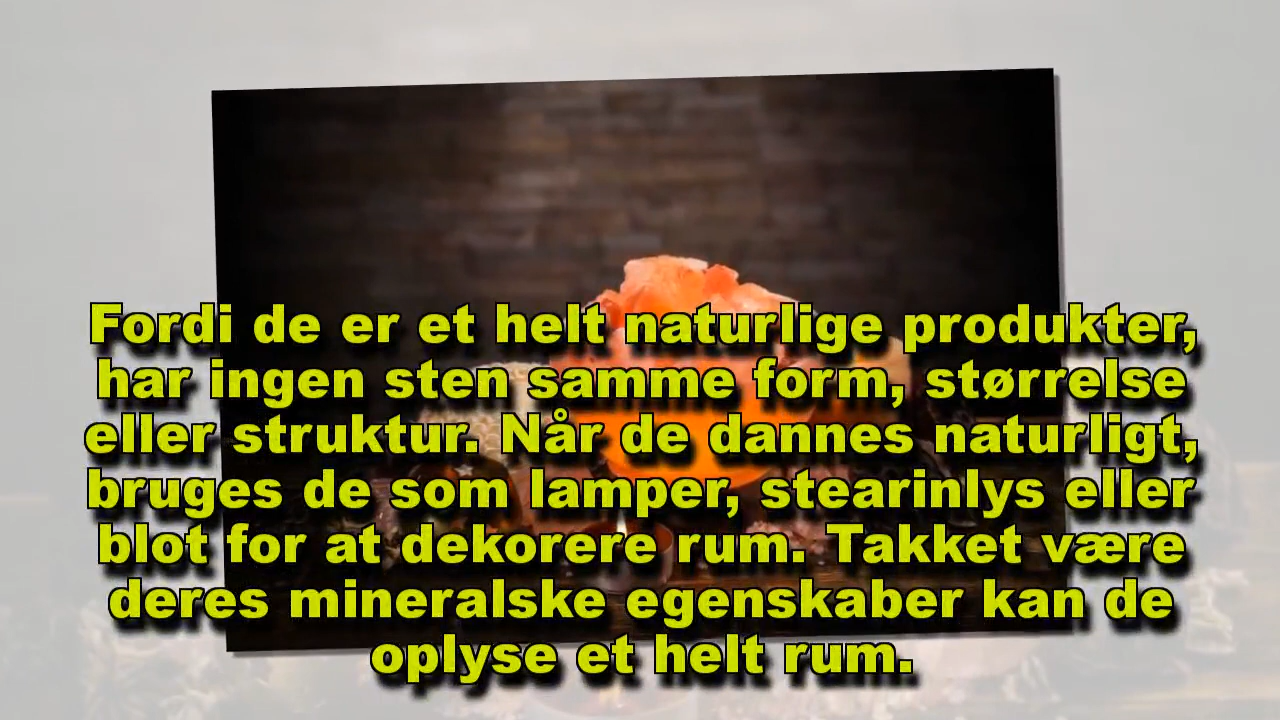 Fordi de er et helt naturlige produkter,
har ingen sten samme form, størrelse
eller struktur. Når de dannes naturligt,
bruges de som lamper, stearinlys eller
blot for at dekorere rum. Takket være
deres mineralske egenskaber kan de
oplyse et helt rum.